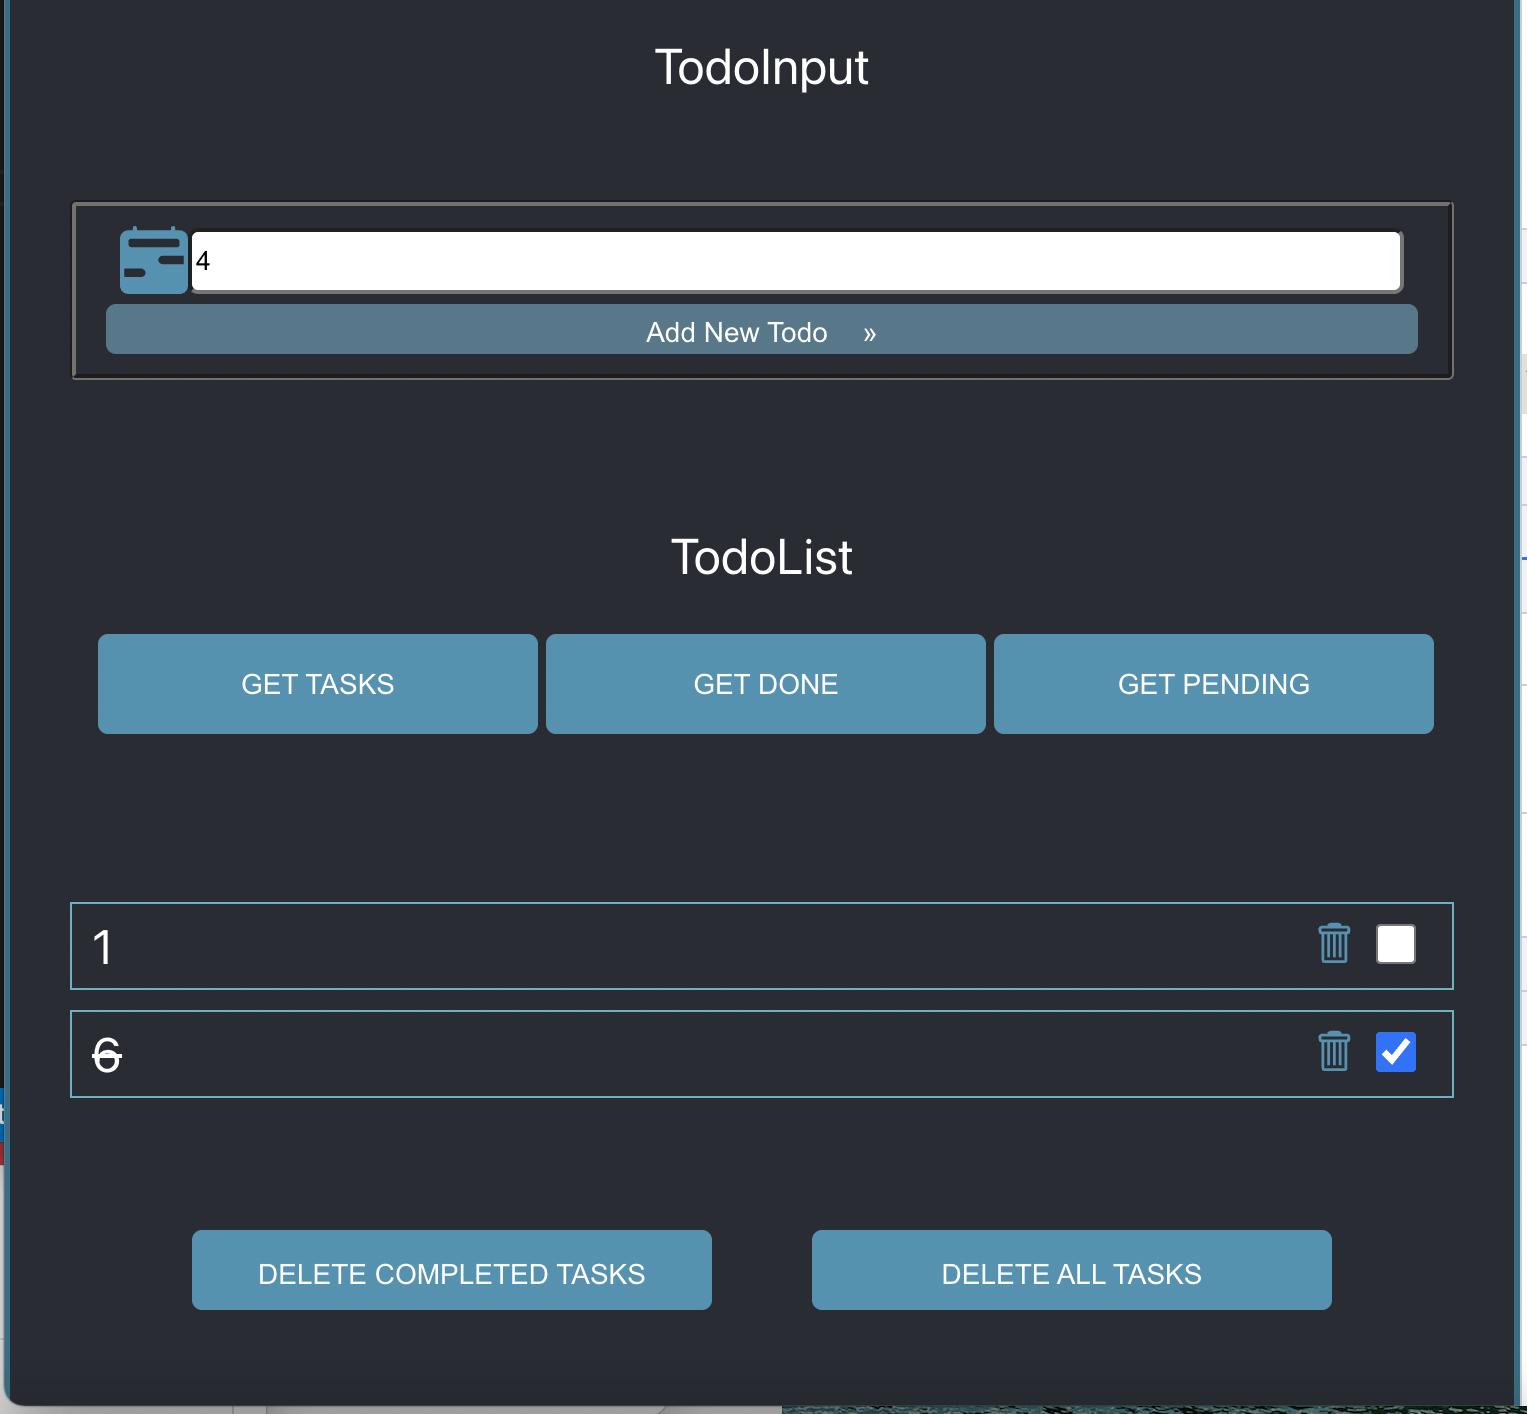 TodoInput
4
Add New Todo »
TodoList
GET TASKS GET DONE GET PENDING
1
6
DELETE COMPLETED TASKS DELETE ALL TASKS